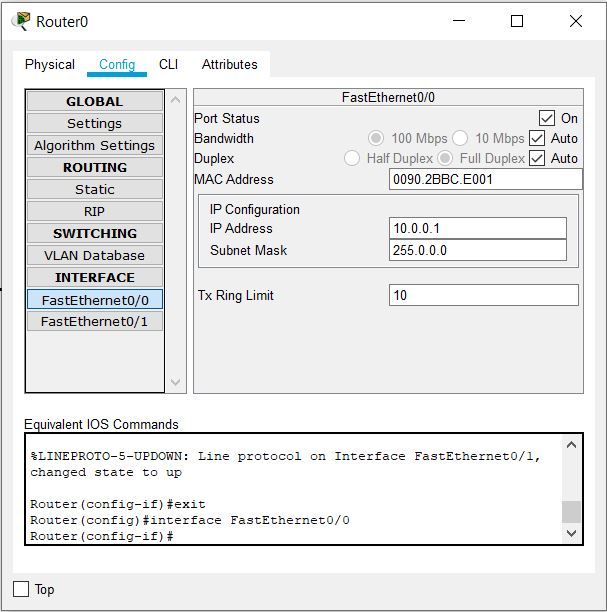 Router0
Physical Config CLI Attributes
GLOBAL
Settings
Algorithm Settings
ROUTING
Static
RIP
SWITCHING
VLAN Database
INTERFACE
FastEthernet0/0
FastEthernet0/1
FastEthernet0/0
Port Status On
Bandwidth 100 Mbps 10 Mbps Auto
Duplex Half Duplex Full Duplex Auto
MAC Address 0090.2BBC.E001
IP Configuration
IP Address 10.0.0.1
Subnet Mask 255.0.0.0
Tx Ring Limit 10
Equivalent IOS Commands
%LINEPROTO-5-UPDOWN: Line protocol on Interface FastEthernet0/1,
changed state to up
Router(config-if)#exit
Router(config)#interface FastEthernet0/0
Router(config-if)#
Top